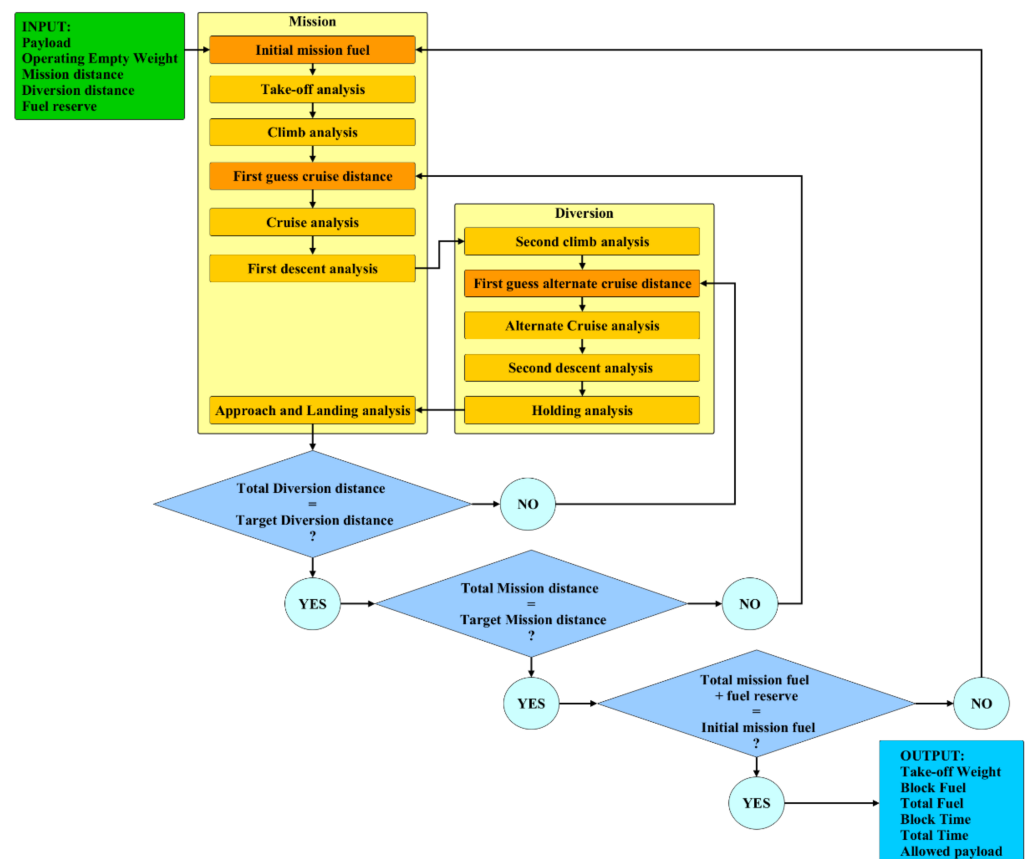 INPUT:
Payload
Operating Empty Weight
Mission distance
Diversion distance
Fuel reserve
Mission
Initial mission fuel
Take-off analysis
Climb analysis
First guess cruise distance
Cruise analysis
First descent analysis
Diversion
Second climb analysis
First guess alternate cruise distance
Alternate Cruise analysis
Second descent analysis
Holding analysis
Approach and Landing analysis
Total Diversion distance
=
Target Diversion distance
?
NO
YES
Total Mission distance
=
Target Mission distance
?
NO
YES
Total mission fuel
+ fuel reserve
=
Initial mission fuel
?
NO
YES
OUTPUT:
Take-off Weight
Block Fuel
Total Fuel
Block Time
Total Time
Allowed payload